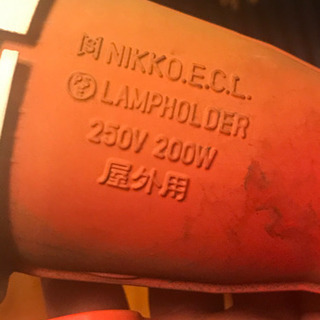 NIKKO.E.C.L.
LAMPHOLDER
250V 200W
屋外用